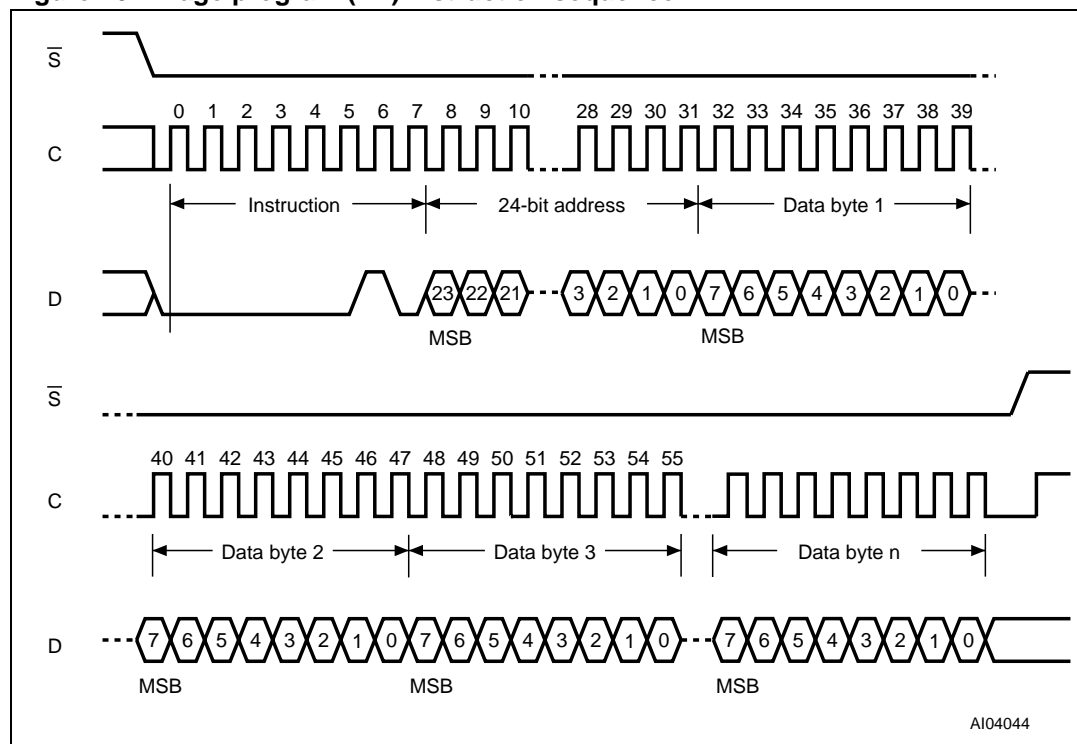 S
0 1 2 3 4 5 6 7 8 9 10 28 29 30 31 32 33 34 35 36 37 38 39
C
Instruction 24-bit address Data byte 1
D 23 22 21 3 2 1 0 7 6 5 4 3 2 1 0
MSB MSB
S
40 41 42 43 44 45 46 47 48 49 50 51 52 53 54 55
C
Data byte 2 Data byte 3 Data byte n
D 7 6 5 4 3 2 1 0 7 6 5 4 3 2 1 0 7 6 5 4 3 2 1 0
MSB MSB MSB
AI04044